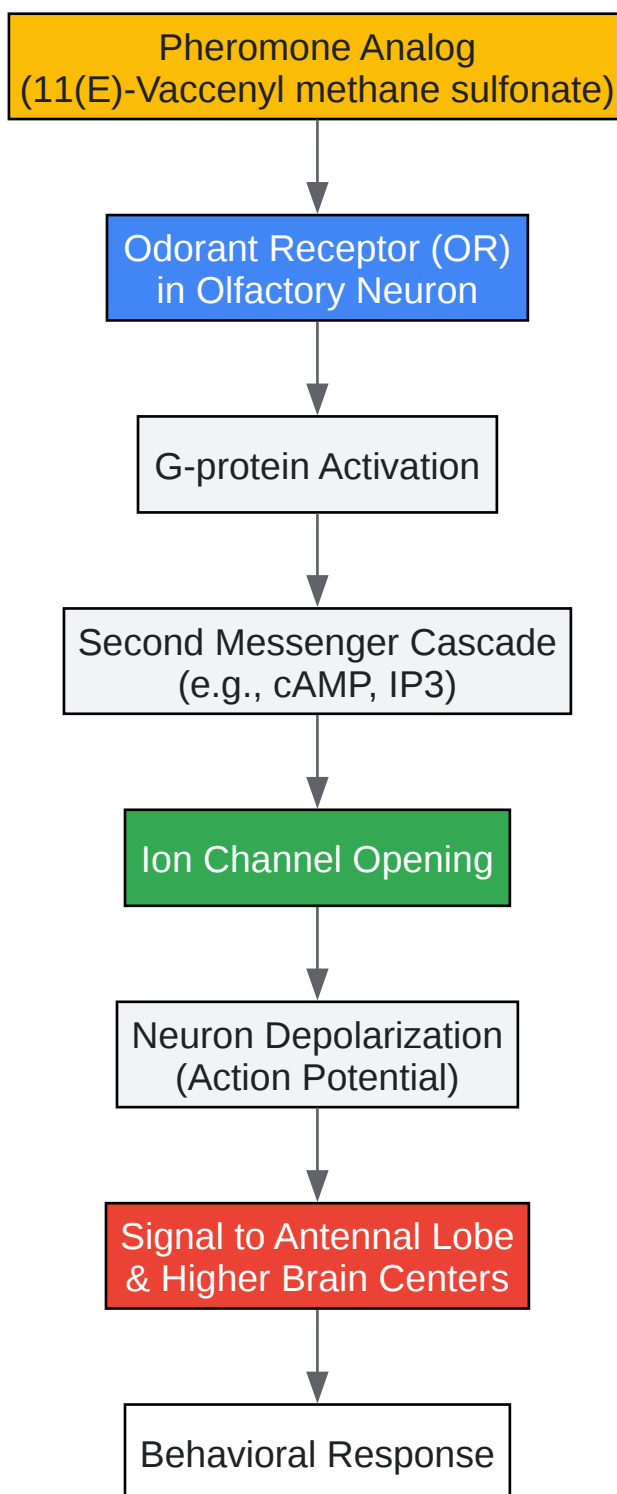 Pheromone Analog
(11(E)-Vaccenyl methane sulfonate)
Odorant Receptor (OR)
in Olfactory Neuron
G-protein Activation
Second Messenger Cascade
(e.g., cAMP, IP3)
Ion Channel Opening
Neuron Depolarization
(Action Potential)
Signal to Antennal Lobe
& Higher Brain Centers
Behavioral Response